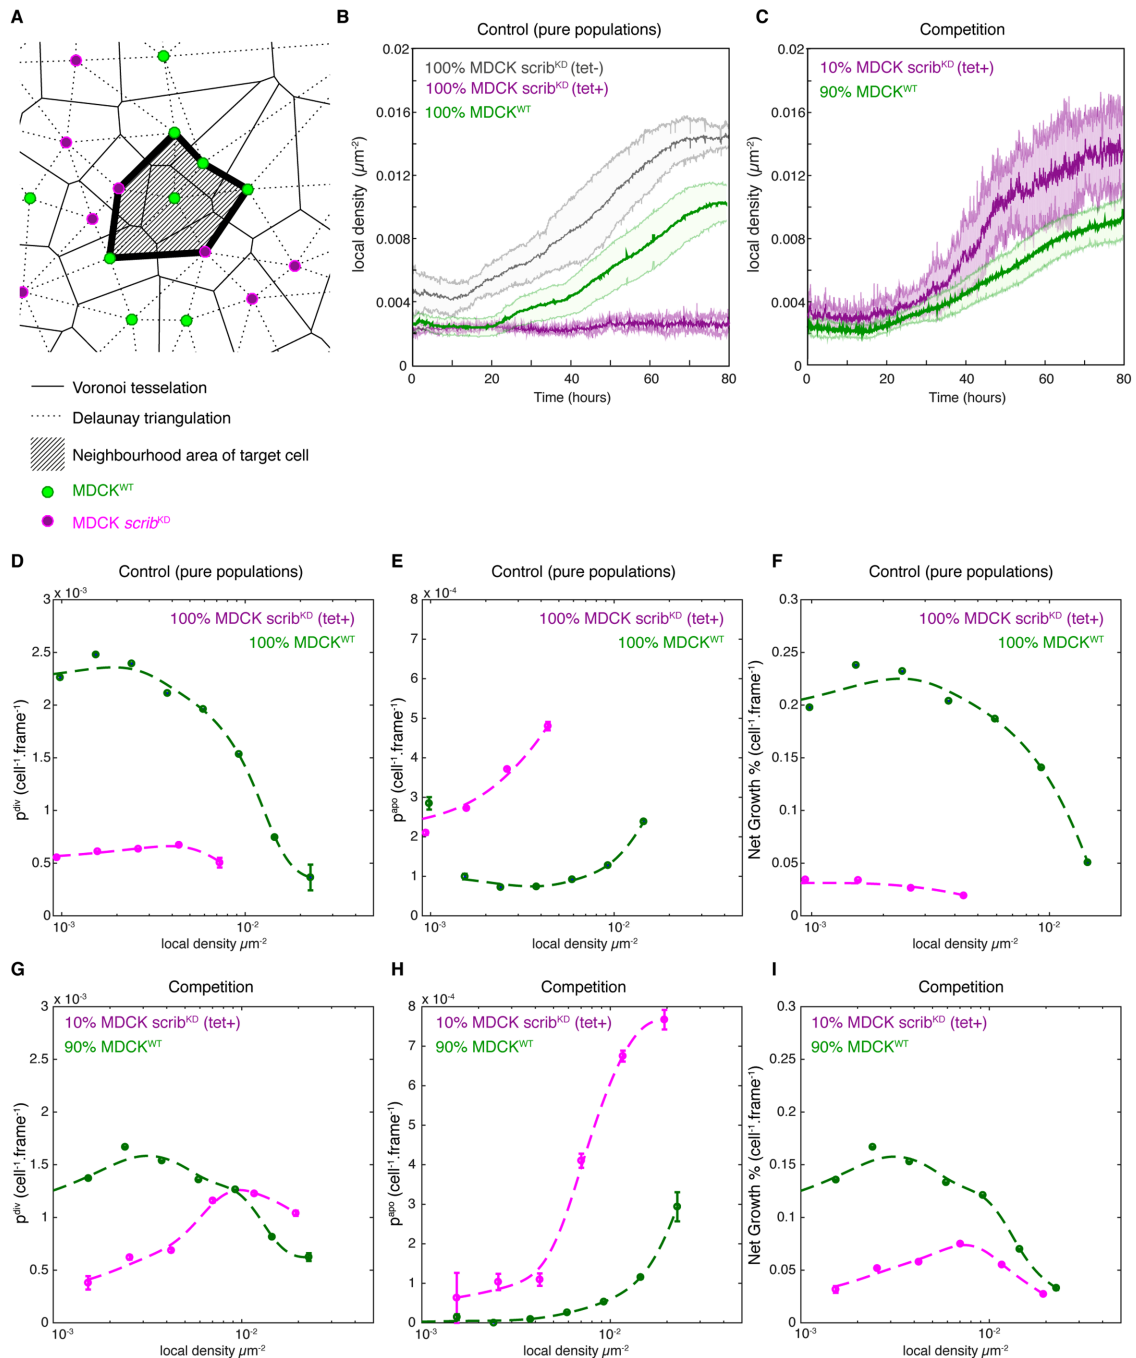 A
Voronoi tesselation
Delaunay triangulation
Neighbourhood area of target cell
MDCKᵂᵀ
MDCK scribᴷᴰ
B
Control (pure populations)
100% MDCK scribᴷᴰ (tet-)
100% MDCK scribᴷᴰ (tet+)
100% MDCKᵂᵀ
local density (µm⁻²)
0.02
0.016
0.012
0.008
0.004
0
0 20 40 60 80
Time (hours)
C
Competition
10% MDCK scribᴷᴰ (tet+)
90% MDCKᵂᵀ
local density (µm⁻²)
0.02
0.016
0.012
0.008
0.004
0
0 10 20 30 40 50 60 70 80
Time (hours)
D
Control (pure populations)
x 10⁻³
100% MDCK scribᴷᴰ (tet+)
100% MDCKᵂᵀ
pᵈⁱᵛ (cell⁻¹.frame⁻¹)
3
2.5
2
1.5
1
0.5
0
10⁻³ 10⁻²
local density µm⁻²
E
Control (pure populations)
x 10⁻⁴
100% MDCK scribᴷᴰ (tet+)
100% MDCKᵂᵀ
pᵃᵖᵒ (cell⁻¹.frame⁻¹)
8
7
6
5
4
3
2
1
0
10⁻³ 10⁻²
local density µm⁻²
F
Control (pure populations)
100% MDCK scribᴷᴰ (tet+)
100% MDCKᵂᵀ
Net Growth % (cell⁻¹.frame⁻¹)
0.3
0.25
0.2
0.15
0.1
0.05
0
10⁻³ 10⁻²
local density µm⁻²
G
Competition
x 10⁻³
10% MDCK scribᴷᴰ (tet+)
90% MDCKᵂᵀ
pᵈⁱᵛ (cell⁻¹.frame⁻¹)
3
2.5
2
1.5
1
0.5
0
10⁻³ 10⁻²
local density µm⁻²
H
Competition
x 10⁻⁴
10% MDCK scribᴷᴰ (tet+)
90% MDCKᵂᵀ
pᵃᵖᵒ (cell⁻¹.frame⁻¹)
8
7
6
5
4
3
2
1
0
10⁻³ 10⁻²
local density µm⁻²
I
Competition
10% MDCK scribᴷᴰ (tet+)
90% MDCKᵂᵀ
Net Growth % (cell⁻¹.frame⁻¹)
0.3
0.25
0.2
0.15
0.1
0.05
0
10⁻³ 10⁻²
local density µm⁻²